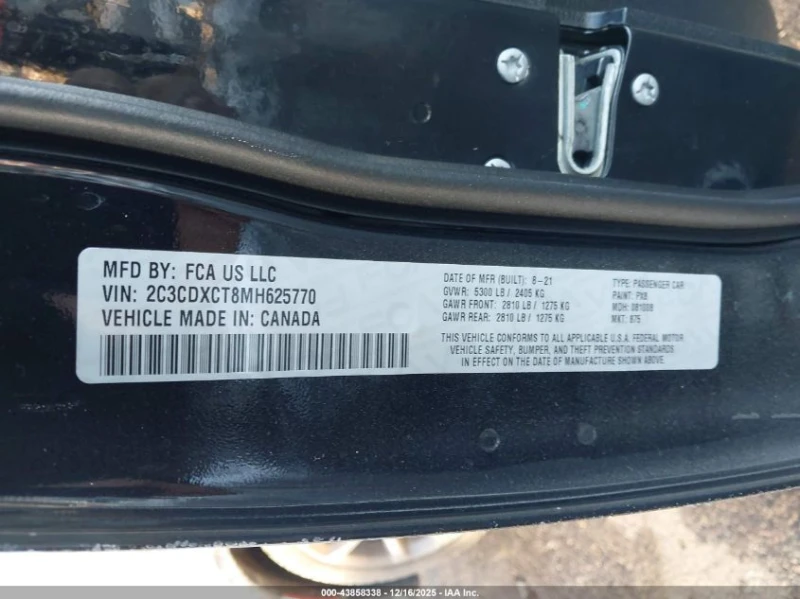 MFD BY: FCA US LLC
VIN: 2C3CDXCT8MH625770
VEHICLE MADE IN: CANADA
DATE OF MFR (BUILT): 8-21
GVWR: 5300 LB / 2405 KG
GAWR FRONT: 2810 LB / 1275 KG
GAWR REAR: 2810 LB / 1275 KG
TYPE: PASSENGER CAR
PAINT: PX8
MDH: 081009
MKT: 675
THIS VEHICLE CONFORMS TO ALL APPLICABLE U.S.A. FEDERAL MOTOR
VEHICLE SAFETY, BUMPER, AND THEFT PREVENTION STANDARDS
IN EFFECT ON THE DATE OF MANUFACTURE SHOWN ABOVE.
000-43858338 - 12/16/2025 - IAA Inc.